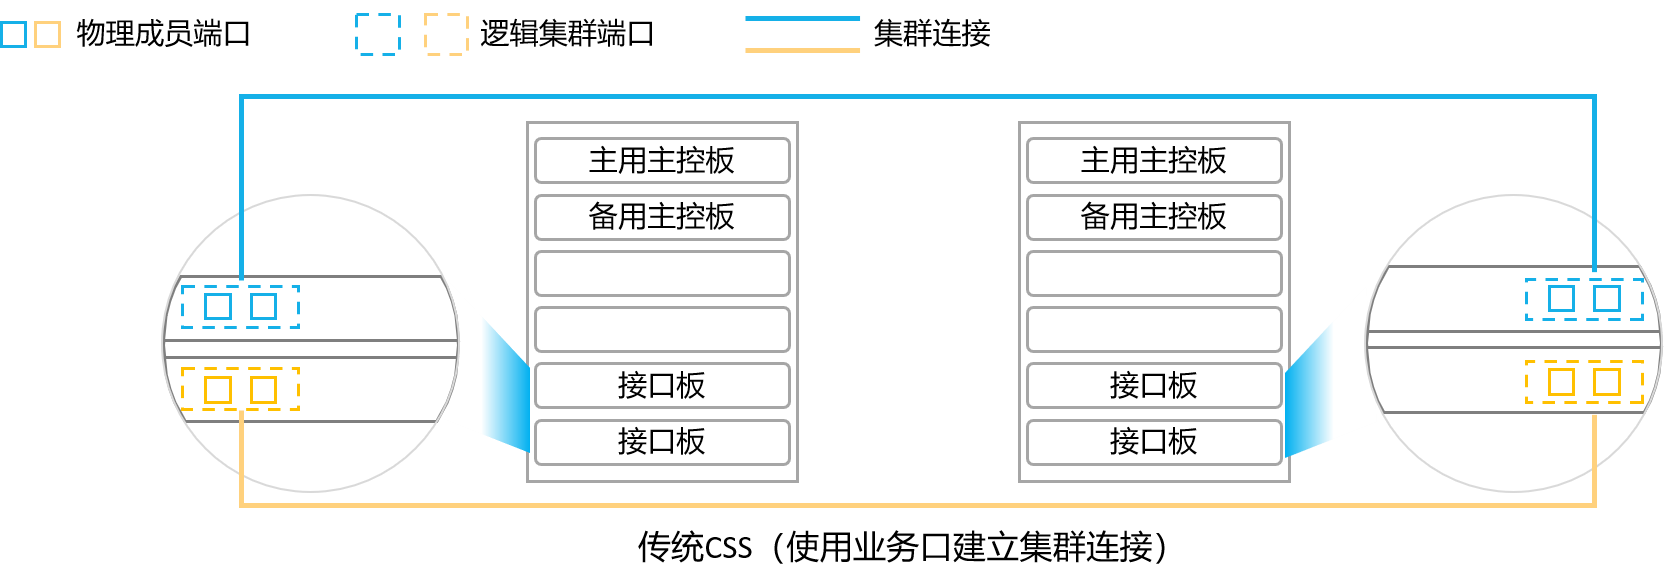 物理成员端口 逻辑集群端口 集群连接
主用主控板 主用主控板
备用主控板 备用主控板
接口板 接口板
接口板 接口板
传统CSS（使用业务口建立集群连接）